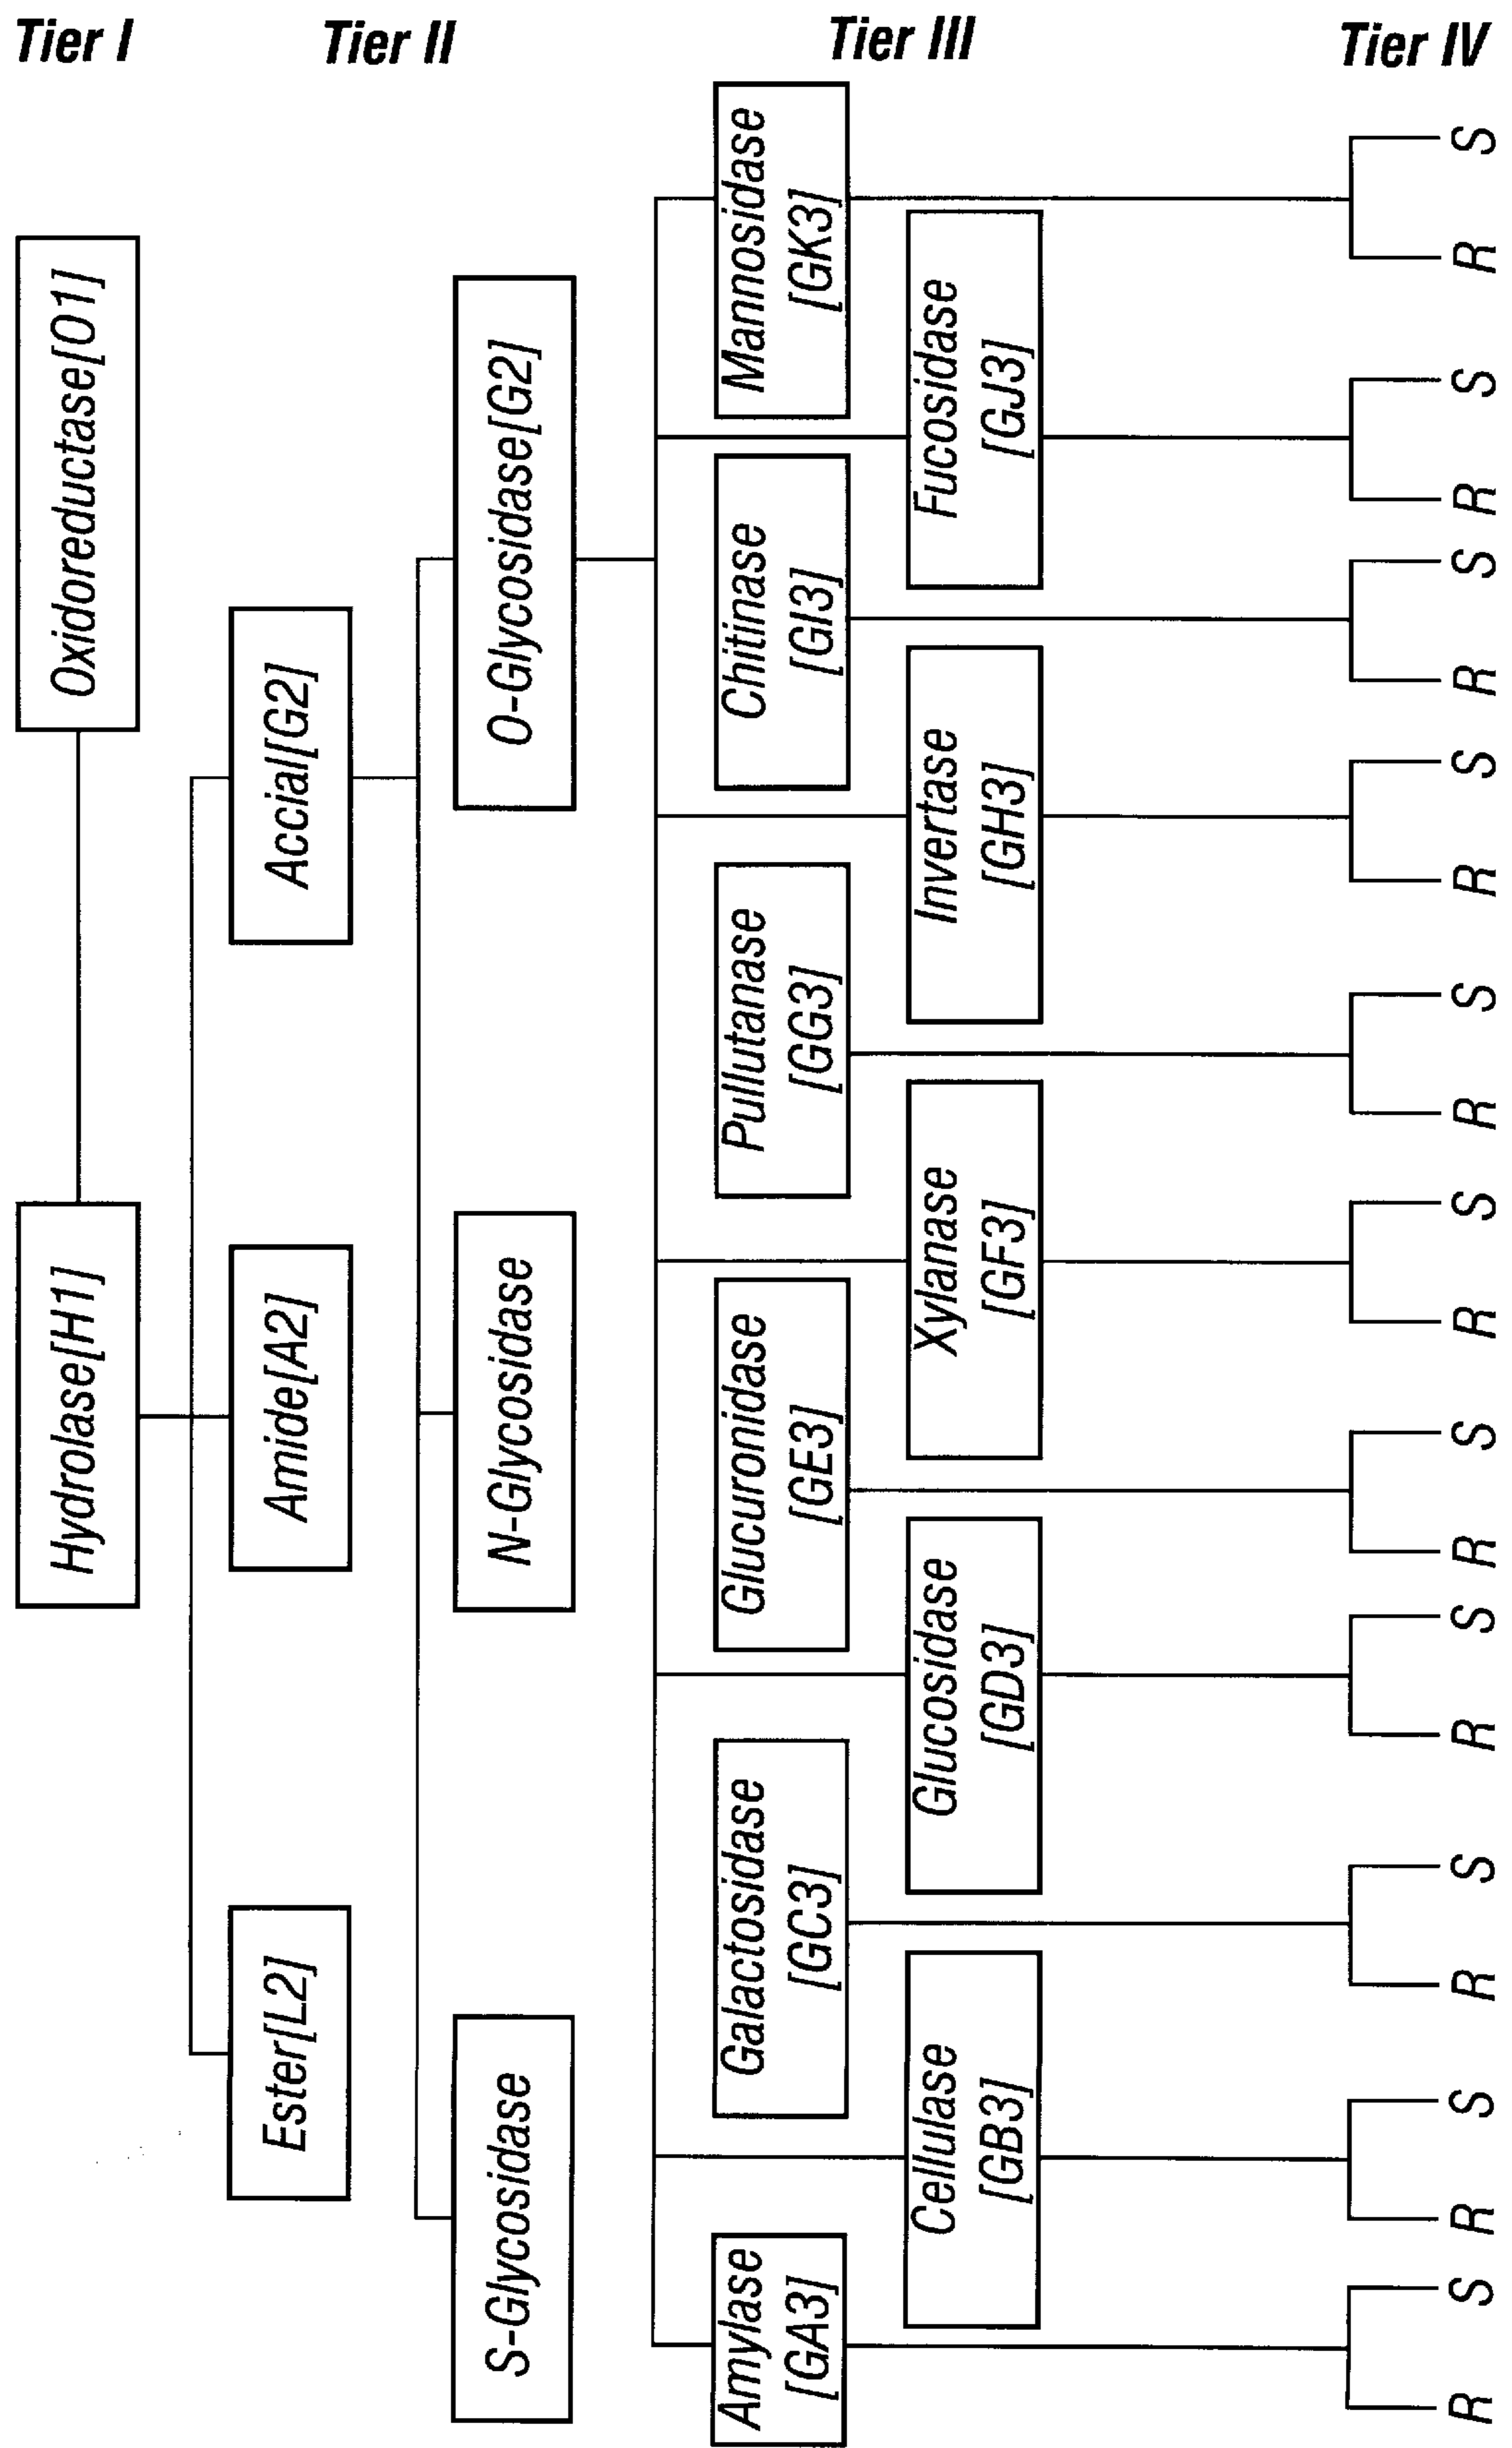 Tier I
Hydrolase[H1]
Oxidoreductase[O1]
Tier II
Ester[L2]
Amide[A2]
Accial[G2]
S-Glycosidase
N-Glycosidase
O-Glycosidase[G2]
Tier III
Amylase
[GA3]
Galactosidase
[GC3]
Glucuronidase
[GE3]
Pullutanase
[GG3]
Chitinase
[GI3]
Mannosidase
[GK3]
Cellulase
[GB3]
Glucosidase
[GD3]
Xylanase
[GF3]
Invertase
[GH3]
Fucosidase
[GJ3]
Tier IV
R S R S R S R S R S R S R S R S R S R S R S